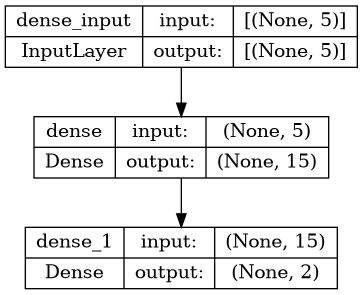 dense_input input: [(None, 5)]
InputLayer output: [(None, 5)]
dense input: (None, 5)
Dense output: (None, 15)
dense_1 input: (None, 15)
Dense output: (None, 2)